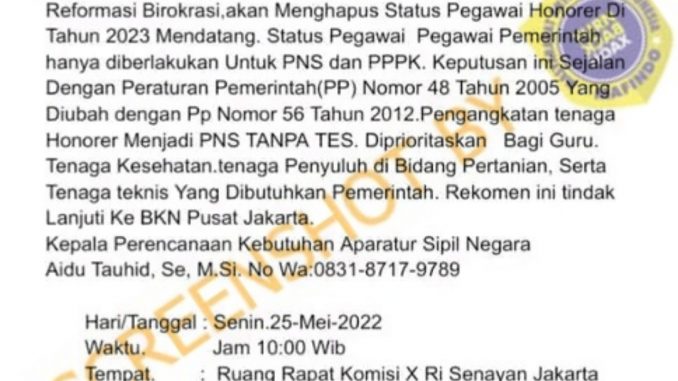 Reformasi Birokrasi,akan Menghapus Status Pegawai Honorer Di
Tahun 2023 Mendatang. Status Pegawai  Pegawai Pemerintah
hanya diberlakukan Untuk PNS dan PPPK. Keputusan ini Sejalan
Dengan Peraturan Pemerintah(PP) Nomor 48 Tahun 2005 Yang
Diubah dengan Pp Nomor 56 Tahun 2012.Pengangkatan tenaga
Honorer Menjadi PNS TANPA TES. Diprioritaskan   Bagi Guru.
Tenaga Kesehatan.tenaga Penyuluh di Bidang Pertanian, Serta
Tenaga teknis Yang Dibutuhkan Pemerintah. Rekomen ini tindak
Lanjuti Ke BKN Pusat Jakarta.
Kepala Perencanaan Kebutuhan Aparatur Sipil Negara
Aidu Tauhid, Se, M.Si. No Wa:0831-8717-9789
Hari/Tanggal : Senin.25-Mei-2022
Waktu.          Jam 10:00 Wib
Tempat.      :  Ruang Rapat Komisi X Ri Senayan Jakarta
SCREENSHOT BY
MAFINDO